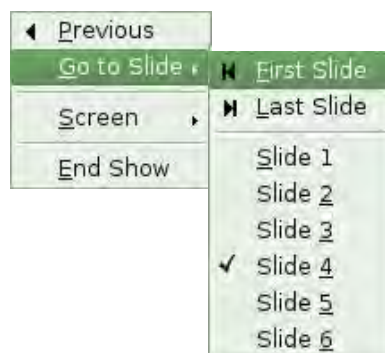 Previous
Go to Slide
Screen
End Show
First Slide
Last Slide
Slide 1
Slide 2
Slide 3
Slide 4
Slide 5
Slide 6